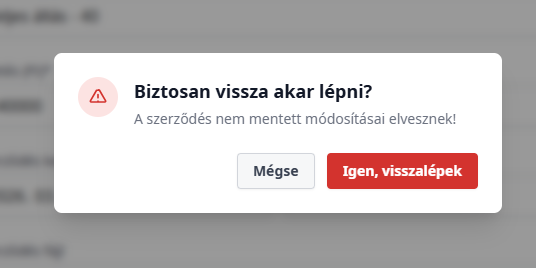 Biztosan vissza akar lépni?
A szerződés nem mentett módosításai elvesznek!
Mégse
Igen, visszalépek